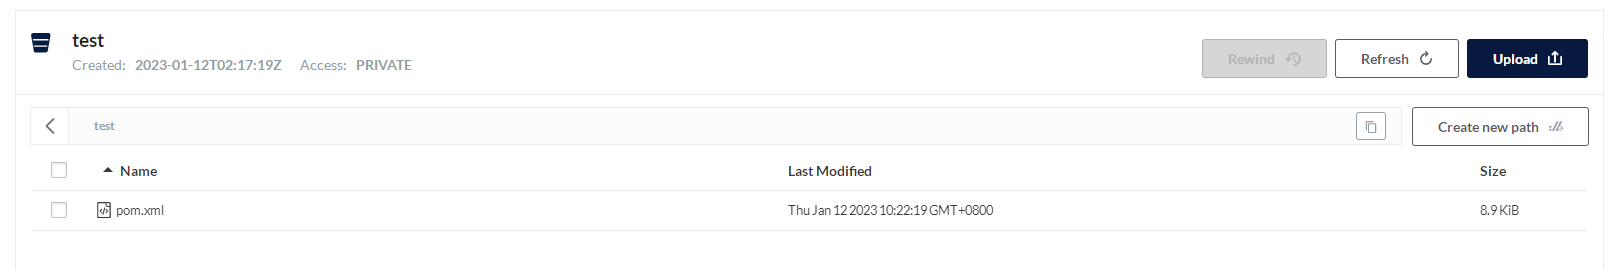 test
Created: 2023-01-12T02:17:19Z Access: PRIVATE
Rewind Refresh Upload
test
Create new path
Name Last Modified Size
pom.xml Thu Jan 12 2023 10:22:19 GMT+0800 8.9 KiB